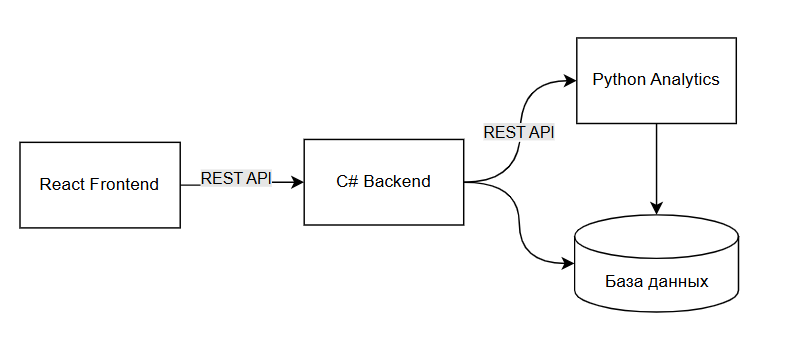 React Frontend
REST API
C# Backend
REST API
Python Analytics
База данных